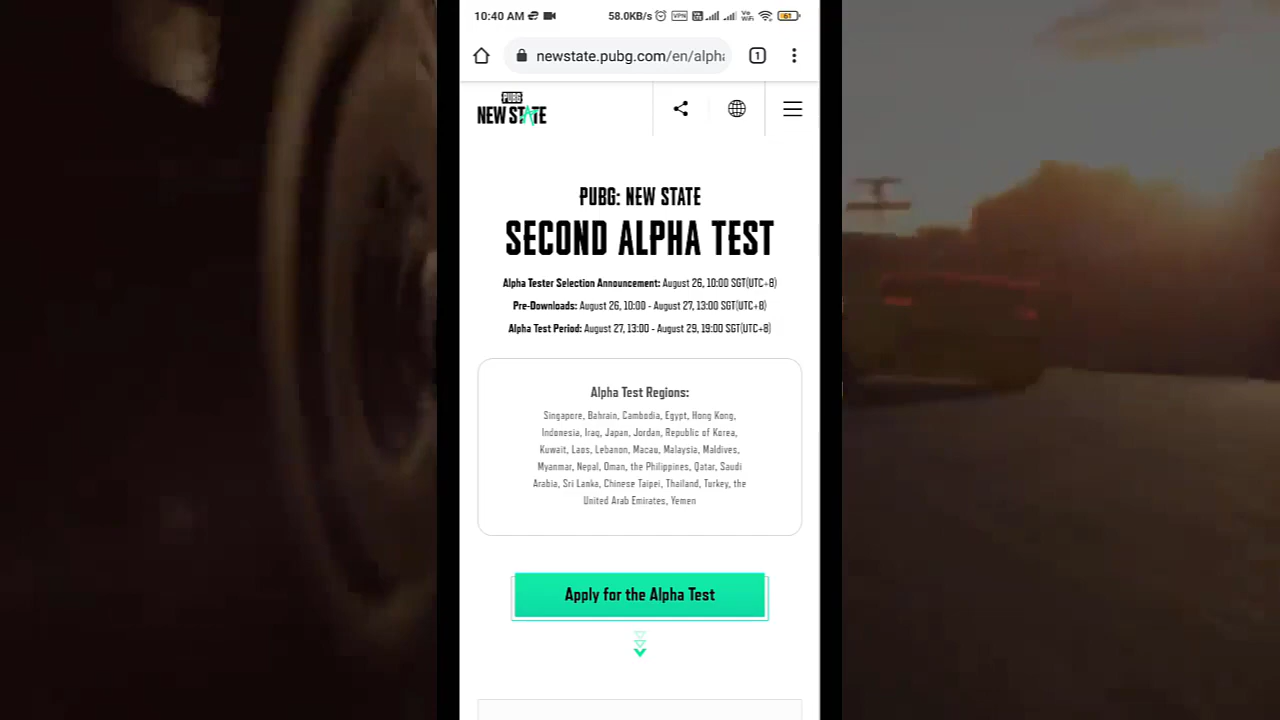 10:40 AM 58.0KB/s VPN Vo WiFi 61
newstate.pubg.com/en/alpha
1
PUBG
NEW STATE
PUBG: NEW STATE
SECOND ALPHA TEST
Alpha Tester Selection Announcement: August 26, 10:00 SGT(UTC+8)
Pre-Downloads: August 26, 10:00 - August 27, 13:00 SGT(UTC+8)
Alpha Test Period: August 27, 13:00 - August 29, 19:00 SGT(UTC+8)
Alpha Test Regions:
Singapore, Bahrain, Cambodia, Egypt, Hong Kong,
Indonesia, Iraq, Japan, Jordan, Republic of Korea,
Kuwait, Laos, Lebanon, Macau, Malaysia, Maldives,
Myanmar, Nepal, Oman, the Philippines, Qatar, Saudi
Arabia, Sri Lanka, Chinese Taipei, Thailand, Turkey, the
United Arab Emirates, Yemen
Apply for the Alpha Test